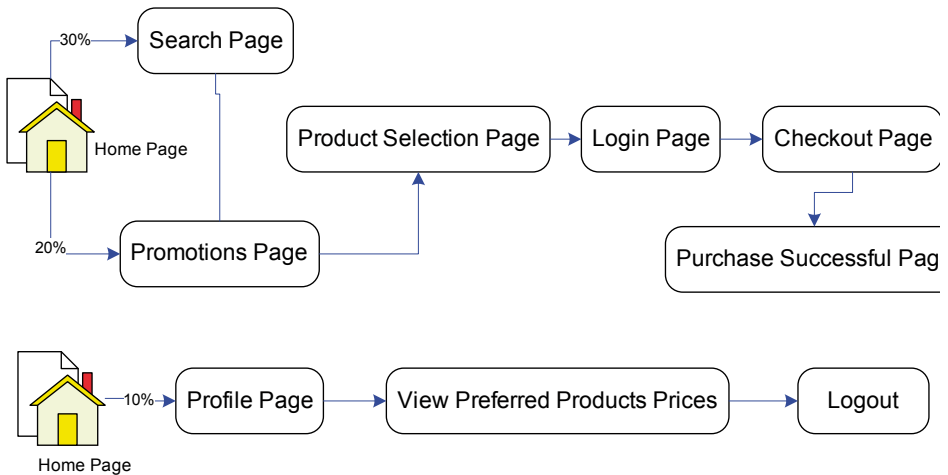 30%
Search Page
Home Page
Product Selection Page
Login Page
Checkout Page
20%
Promotions Page
Purchase Successful Pag
10%
Profile Page
View Preferred Products Prices
Logout
Home Page